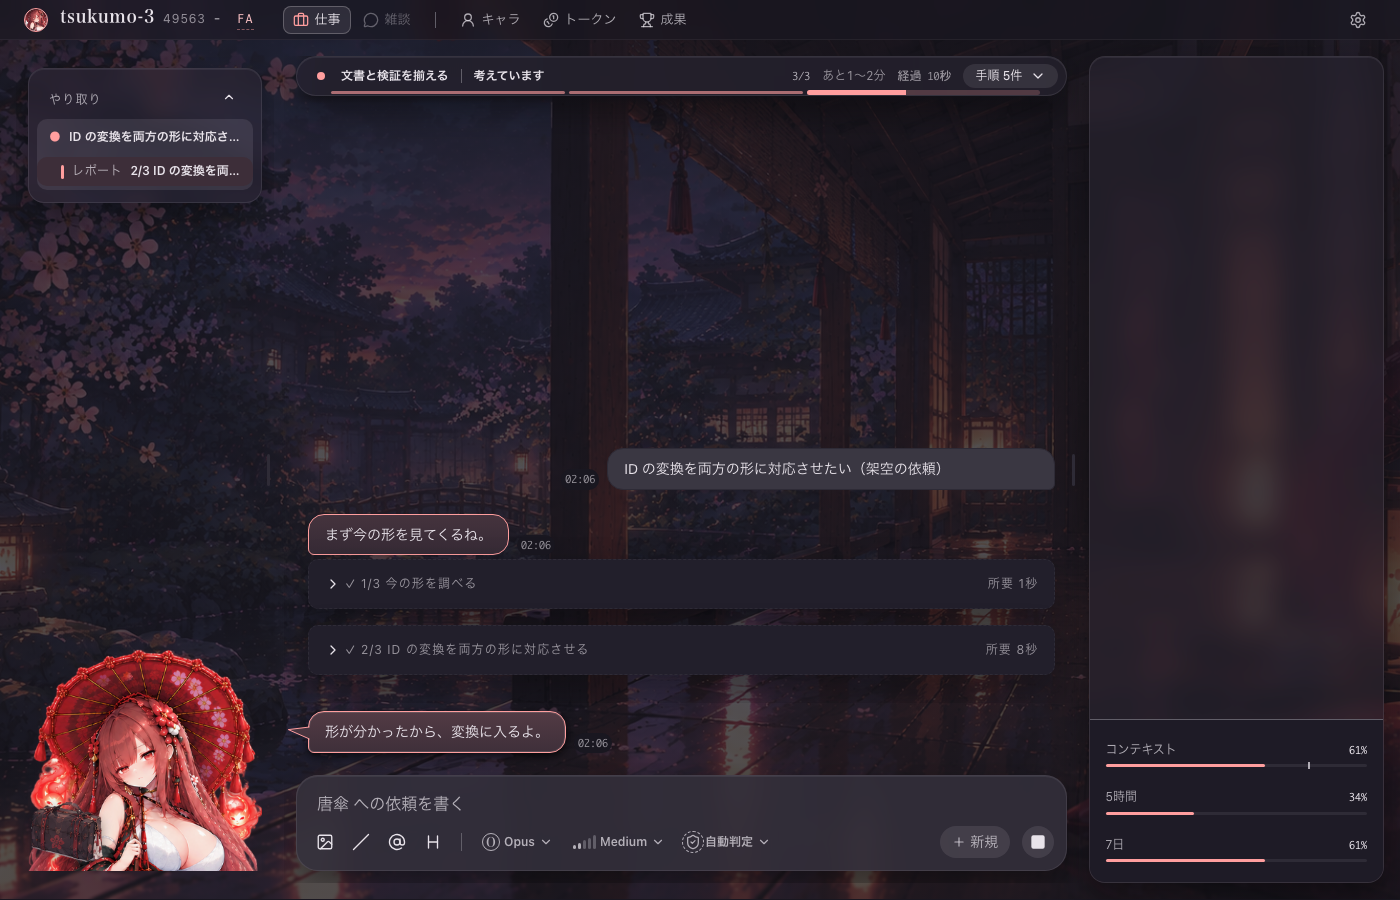 tsukumo-3 49563 - FA 仕事 雑談 キャラ トークン 成果
やり取り
ID の変換を両方の形に対応さ…
レポート 2/3 ID の変換を両…
文書と検証を揃える 考えています 3/3 あと1〜2分 経過 10秒 手順 5件
ID の変換を両方の形に対応させたい（架空の依頼）
02:06
まず今の形を見てくるね。
02:06
✓ 1/3 今の形を調べる 所要 1秒
✓ 2/3 ID の変換を両方の形に対応させる 所要 8秒
形が分かったから、変換に入るよ。
02:06
唐傘 への依頼を書く
Opus Medium 自動判定 + 新規
コンテキスト 61%
5時間 34%
7日 61%